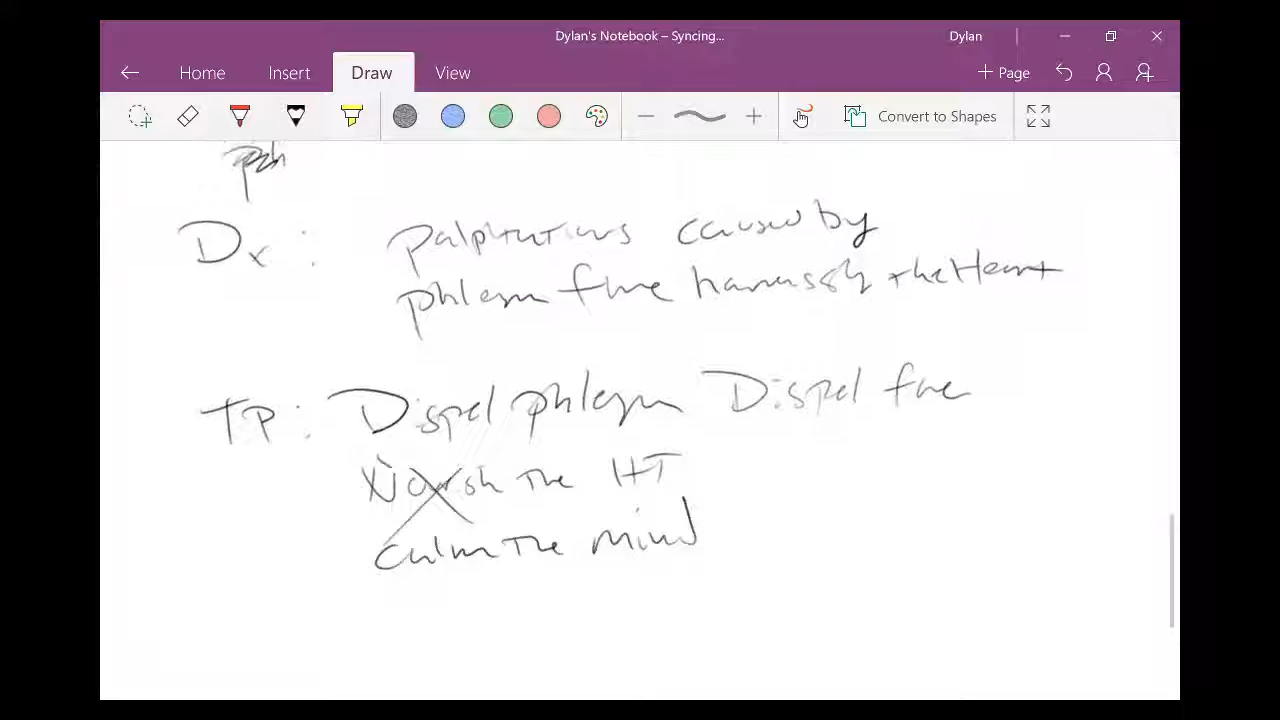 Dylan's Notebook – Syncing...
Dylan
Home
Insert
Draw
View
Page
Convert to Shapes
Dx: palpitations caused by
phlegm fire harassing the Heart
TP: Dispel phlegm Dispel fire
Nourish the HT
calm the mind